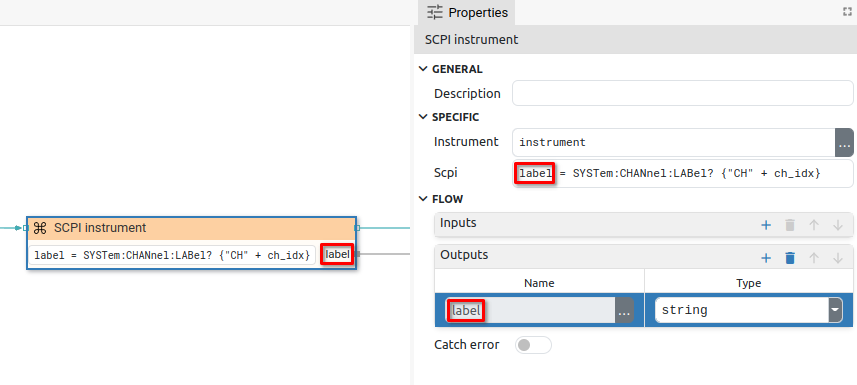 Properties
SCPI instrument
GENERAL
Description
SPECIFIC
Instrument instrument ...
Scpi label = SYSTem:CHANnel:LABel? {"CH" + ch_idx}
FLOW
Inputs
Outputs
Name Type
label ... string
Catch error
SCPI instrument
label = SYSTem:CHANnel:LABel? {"CH" + ch_idx} label